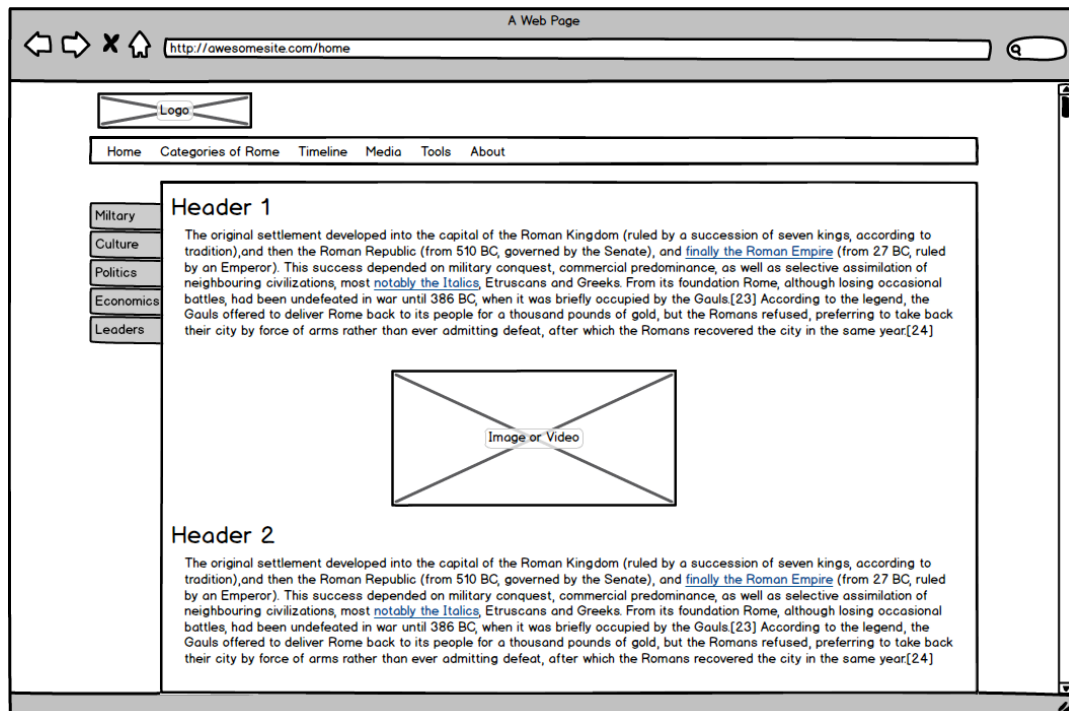 A Web Page
http://awesomesite.com/home
Logo
Home Categories of Rome Timeline Media Tools About
Miltary
Culture
Politics
Economics
Leaders
Header 1
The original settlement developed into the capital of the Roman Kingdom (ruled by a succession of seven kings, according to
tradition),and then the Roman Republic (from 510 BC, governed by the Senate), and finally the Roman Empire (from 27 BC, ruled
by an Emperor). This success depended on military conquest, commercial predominance, as well as selective assimilation of
neighbouring civilizations, most notably the Italics, Etruscans and Greeks. From its foundation Rome, although losing occasional
battles, had been undefeated in war until 386 BC, when it was briefly occupied by the Gauls.[23] According to the legend, the
Gauls offered to deliver Rome back to its people for a thousand pounds of gold, but the Romans refused, preferring to take back
their city by force of arms rather than ever admitting defeat, after which the Romans recovered the city in the same year.[24]
Image or Video
Header 2
The original settlement developed into the capital of the Roman Kingdom (ruled by a succession of seven kings, according to
tradition),and then the Roman Republic (from 510 BC, governed by the Senate), and finally the Roman Empire (from 27 BC, ruled
by an Emperor). This success depended on military conquest, commercial predominance, as well as selective assimilation of
neighbouring civilizations, most notably the Italics, Etruscans and Greeks. From its foundation Rome, although losing occasional
battles, had been undefeated in war until 386 BC, when it was briefly occupied by the Gauls.[23] According to the legend, the
Gauls offered to deliver Rome back to its people for a thousand pounds of gold, but the Romans refused, preferring to take back
their city by force of arms rather than ever admitting defeat, after which the Romans recovered the city in the same year.[24]